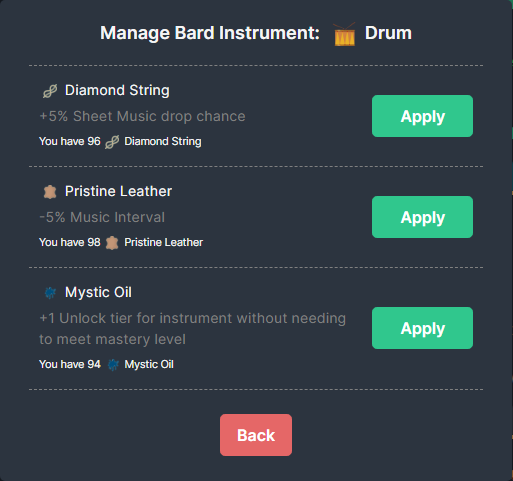 Manage Bard Instrument: Drum
Diamond String
+5% Sheet Music drop chance
You have 96 Diamond String
Apply
Pristine Leather
-5% Music Interval
You have 98 Pristine Leather
Apply
Mystic Oil
+1 Unlock tier for instrument without needing
to meet mastery level
You have 94 Mystic Oil
Apply
Back